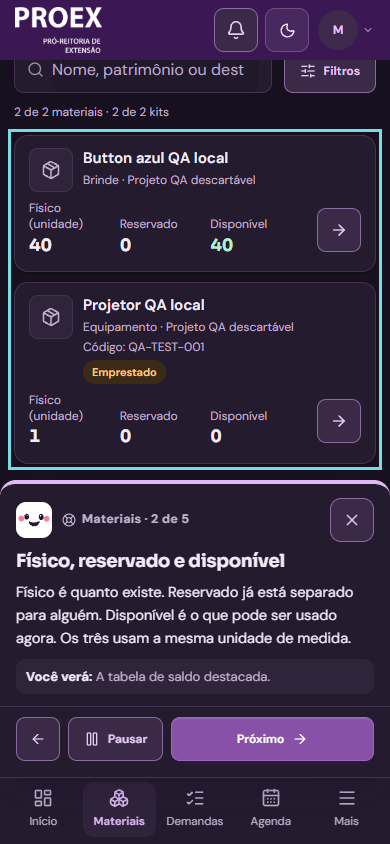 PROEX
PRÓ-REITORIA DE
EXTENSÃO
M
Nome, patrimônio ou dest
Filtros
2 de 2 materiais · 2 de 2 kits
Button azul QA local
Brinde · Projeto QA descartável
Físico
(unidade)
Reservado
Disponível
40
0
40
Projetor QA local
Equipamento · Projeto QA descartável
Código: QA-TEST-001
Emprestado
Físico
(unidade)
Reservado
Disponível
1
0
0
Materiais · 2 de 5
Físico, reservado e disponível
Físico é quanto existe. Reservado já está separado
para alguém. Disponível é o que pode ser usado
agora. Os três usam a mesma unidade de medida.
Você verá: A tabela de saldo destacada.
Pausar
Próximo
Início
Materiais
Demandas
Agenda
Mais